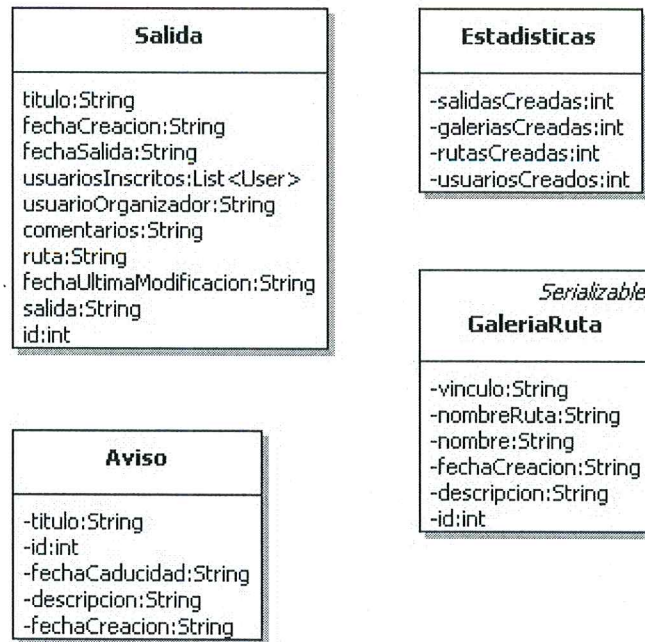 Salida
titulo:String
fechaCreacion:String
fechaSalida:String
usuariosInscritos:List<User>
usuarioOrganizador:String
comentarios:String
ruta:String
fechaUltimaModificacion:String
salida:String
id:int
Estadisticas
-salidasCreadas:int
-galeriasCreadas:int
-rutasCreadas:int
-usuariosCreados:int
Serializable
GaleriaRuta
-vinculo:String
-nombreRuta:String
-nombre:String
-fechaCreacion:String
-descripcion:String
-id:int
Aviso
-titulo:String
-id:int
-fechaCaducidad:String
-descripcion:String
-fechaCreacion:String